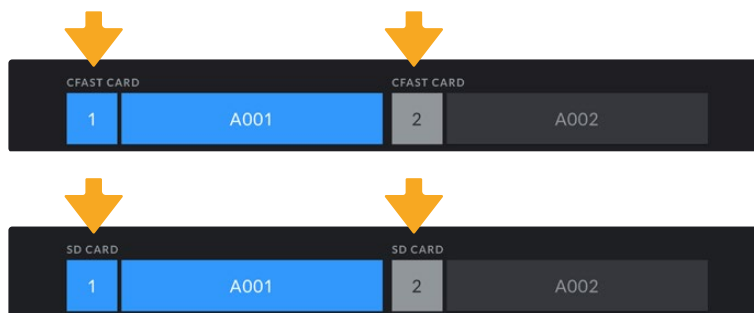 CFAST CARD CFAST CARD
1 A001 2 A002
SD CARD SD CARD
1 A001 2 A002